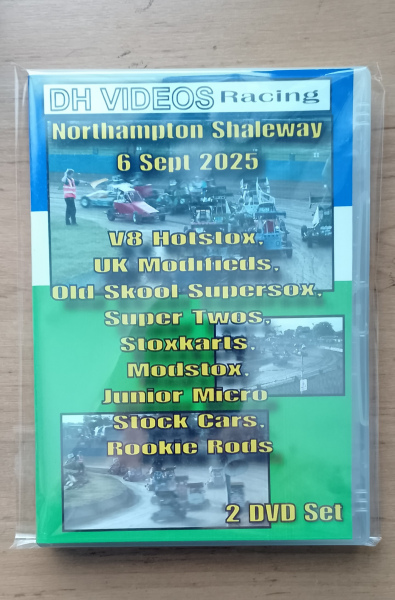 DH VIDEOS Racing
Northampton Shaleway
6 Sept 2025
V8 Hotstox.
UK Modifieds.
Old Skool Supersox.
Super Twos.
Stoxkarts.
Modstox.
Junior Micro
Stock Cars.
Rookie Rods
2 DVD Set